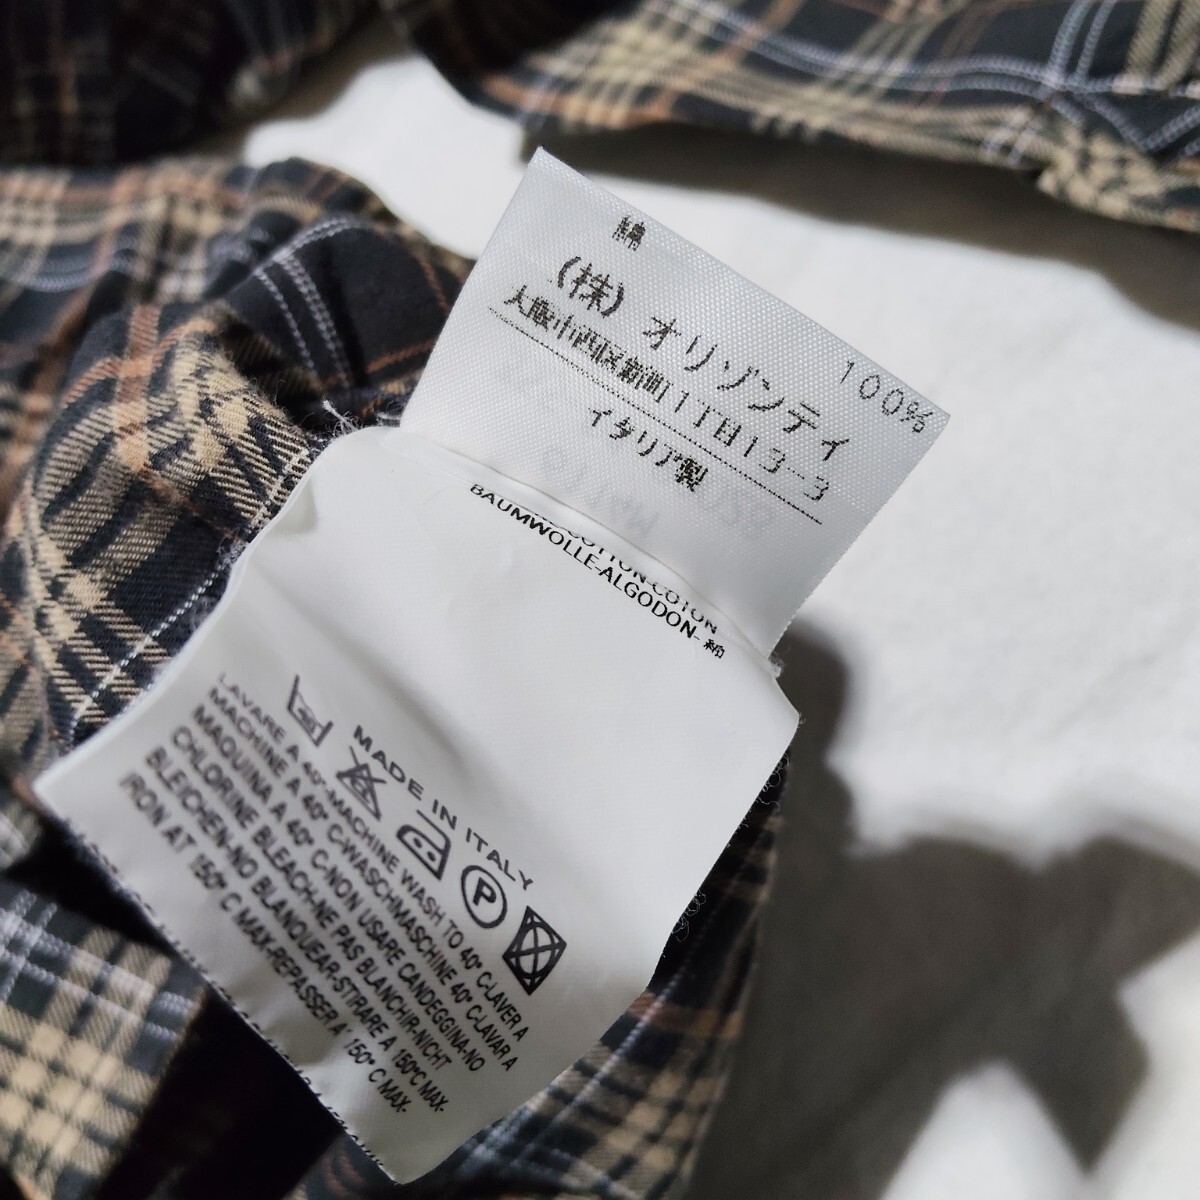 綿 100%
(株) オリゾンティ
大阪市西区新町1丁目13-3
イタリア製
COTTON-COTON
BAUMWOLLE-ALGODON-
MADE IN ITALY
P
LAVARE A 40°-MACHINE WASH TO 40° C-LAVER A
MACHINE A 40° C-WASCHMASCHINE 40° C-LAVAR A
MAQUINA A 40° C-NON USARE CANDEGGINA-NO
CHLORINE BLEACH-NE PAS BLANCHIR-NICHT
BLEICHEN-NO BLANQUEAR-STIRARE A 150°C MAX-
IRON AT 150° C MAX-REPASSER A 150° C MAX-